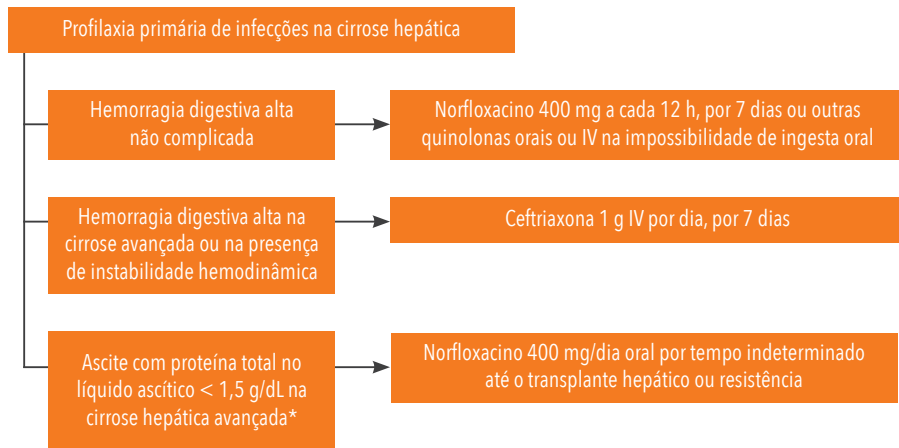 Profilaxia primária de infecções na cirrose hepática
Hemorragia digestiva alta
não complicada
Norfloxacino 400 mg a cada 12 h, por 7 dias ou outras
quinolonas orais ou IV na impossibilidade de ingesta oral
Hemorragia digestiva alta na
cirrose avançada ou na presença
de instabilidade hemodinâmica
Ceftriaxona 1 g IV por dia, por 7 dias
Ascite com proteína total no
líquido ascítico < 1,5 g/dL na
cirrose hepática avançada*
Norfloxacino 400 mg/dia oral por tempo indeterminado
até o transplante hepático ou resistência